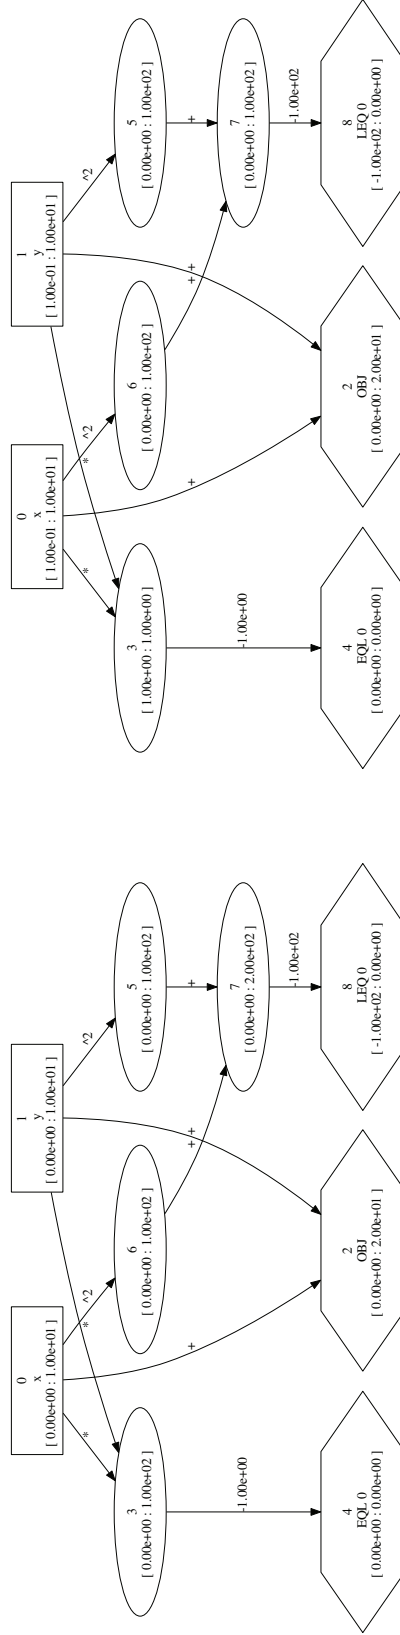 0
x
[ 0.00e+00 : 1.00e+01 ]
1
y
[ 0.00e+00 : 1.00e+01 ]
*
*
^2
^2
3
[ 0.00e+00 : 1.00e+02 ]
6
[ 0.00e+00 : 1.00e+02 ]
5
[ 0.00e+00 : 1.00e+02 ]
+
+
+
+
7
[ 0.00e+00 : 2.00e+02 ]
-1.00e+00
-1.00e+02
4
EQL 0
[ 0.00e+00 : 0.00e+00 ]
2
OBJ
[ 0.00e+00 : 2.00e+01 ]
8
LEQ 0
[ -1.00e+02 : 0.00e+00 ]
0
x
[ 1.00e-01 : 1.00e+01 ]
1
y
[ 1.00e-01 : 1.00e+01 ]
*
*
^2
^2
3
[ 1.00e+00 : 1.00e+00 ]
6
[ 0.00e+00 : 1.00e+02 ]
5
[ 0.00e+00 : 1.00e+02 ]
+
+
+
+
7
[ 0.00e+00 : 1.00e+02 ]
-1.00e+00
-1.00e+02
4
EQL 0
[ 0.00e+00 : 0.00e+00 ]
2
OBJ
[ 0.00e+00 : 2.00e+01 ]
8
LEQ 0
[ -1.00e+02 : 0.00e+00 ]